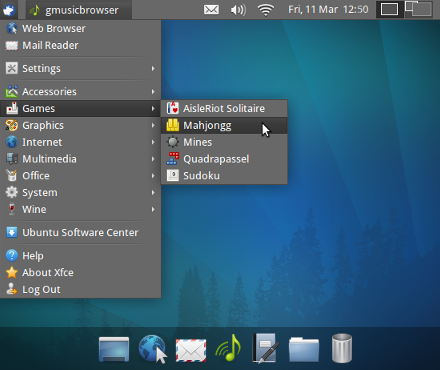 gmusicbrowser
Fri, 11 Mar 12:50
Web Browser
Mail Reader
Settings
Accessories
Games
Graphics
Internet
Multimedia
Office
System
Wine
Ubuntu Software Center
Help
About Xfce
Log Out
AisleRiot Solitaire
Mahjongg
Mines
Quadrapassel
Sudoku